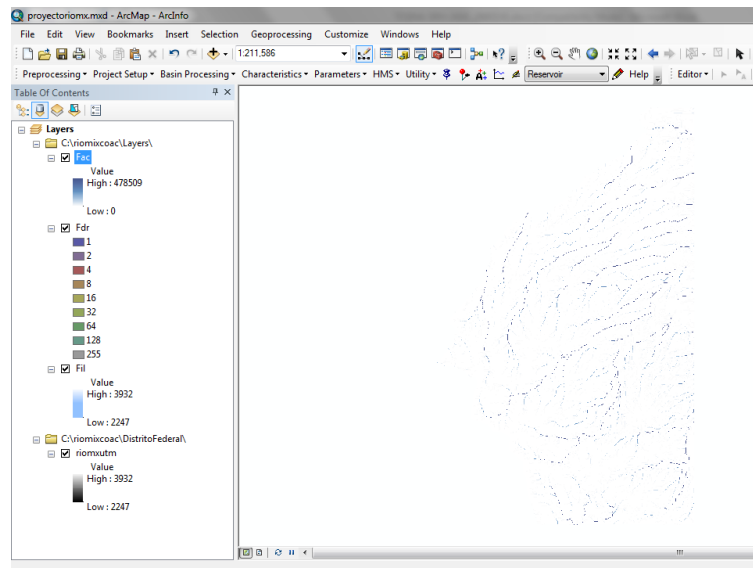 proyectoriomx.mxd - ArcMap - ArcInfo
File Edit View Bookmarks Insert Selection Geoprocessing Customize Windows Help
1:211,586
Preprocessing Project Setup Basin Processing Characteristics Parameters HMS Utility Reservoir Help Editor
Table Of Contents
Layers
C:\riomixcoac\Layers\
Fac
Value
High : 478509
Low : 0
Fdr
1
2
4
8
16
32
64
128
255
Fil
Value
High : 3932
Low : 2247
C:\riomixcoac\DistritoFederal\
riomxutm
Value
High : 3932
Low : 2247